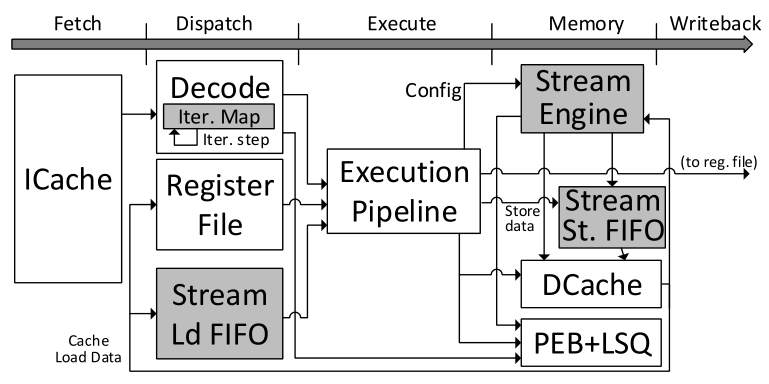 Fetch
Dispatch
Execute
Memory
Writeback
ICache
Decode
Iter. Map
Iter. step
Register
File
Stream
Ld FIFO
Cache
Load Data
Execution
Pipeline
Config
Stream
Engine
(to reg. file)
Store
data
Stream
St. FIFO
DCache
PEB+LSQ